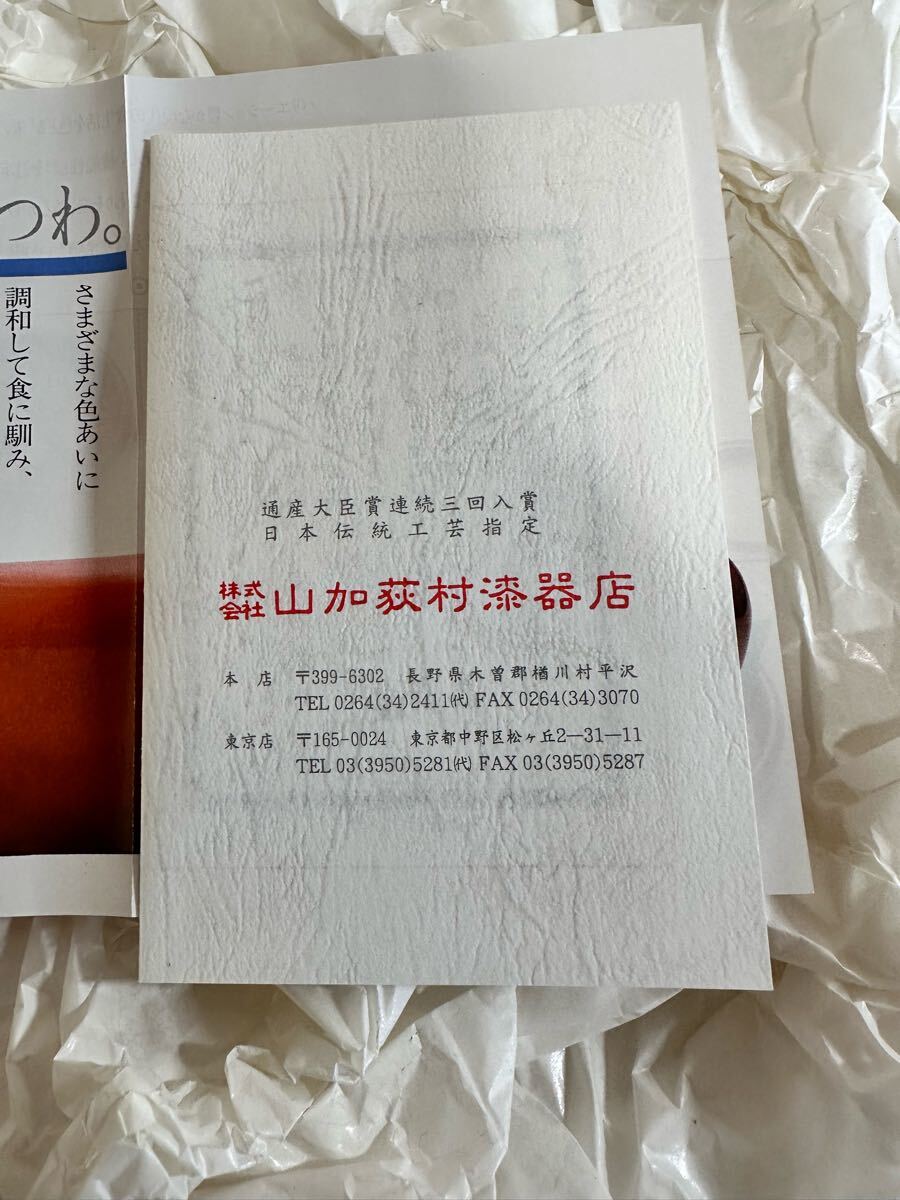 つわ。
さまざまな色あいに
調和して食に馴み、
通産大臣賞連続三回入賞
日本伝統工芸指定
株式会社 山加荻村漆器店
本店 〒399-6302 長野県木曽郡楢川村平沢
TEL 0264(34)2411㈹ FAX 0264(34)3070
東京店 〒165-0024 東京都中野区松ヶ丘2―31―11
TEL 03(3950)5281㈹ FAX 03(3950)5287